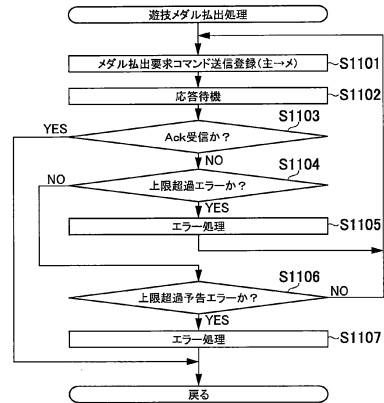 遊技メダル払出処理
メダル払出要求コマンド送信登録(主→メ)
S1101
応答待機
S1102
S1103
YES
Ack受信か?
NO
S1104
NO
上限超過エラーか?
YES
エラー処理
S1105
S1106
上限超過予告エラーか?
NO
YES
エラー処理
S1107
戻る